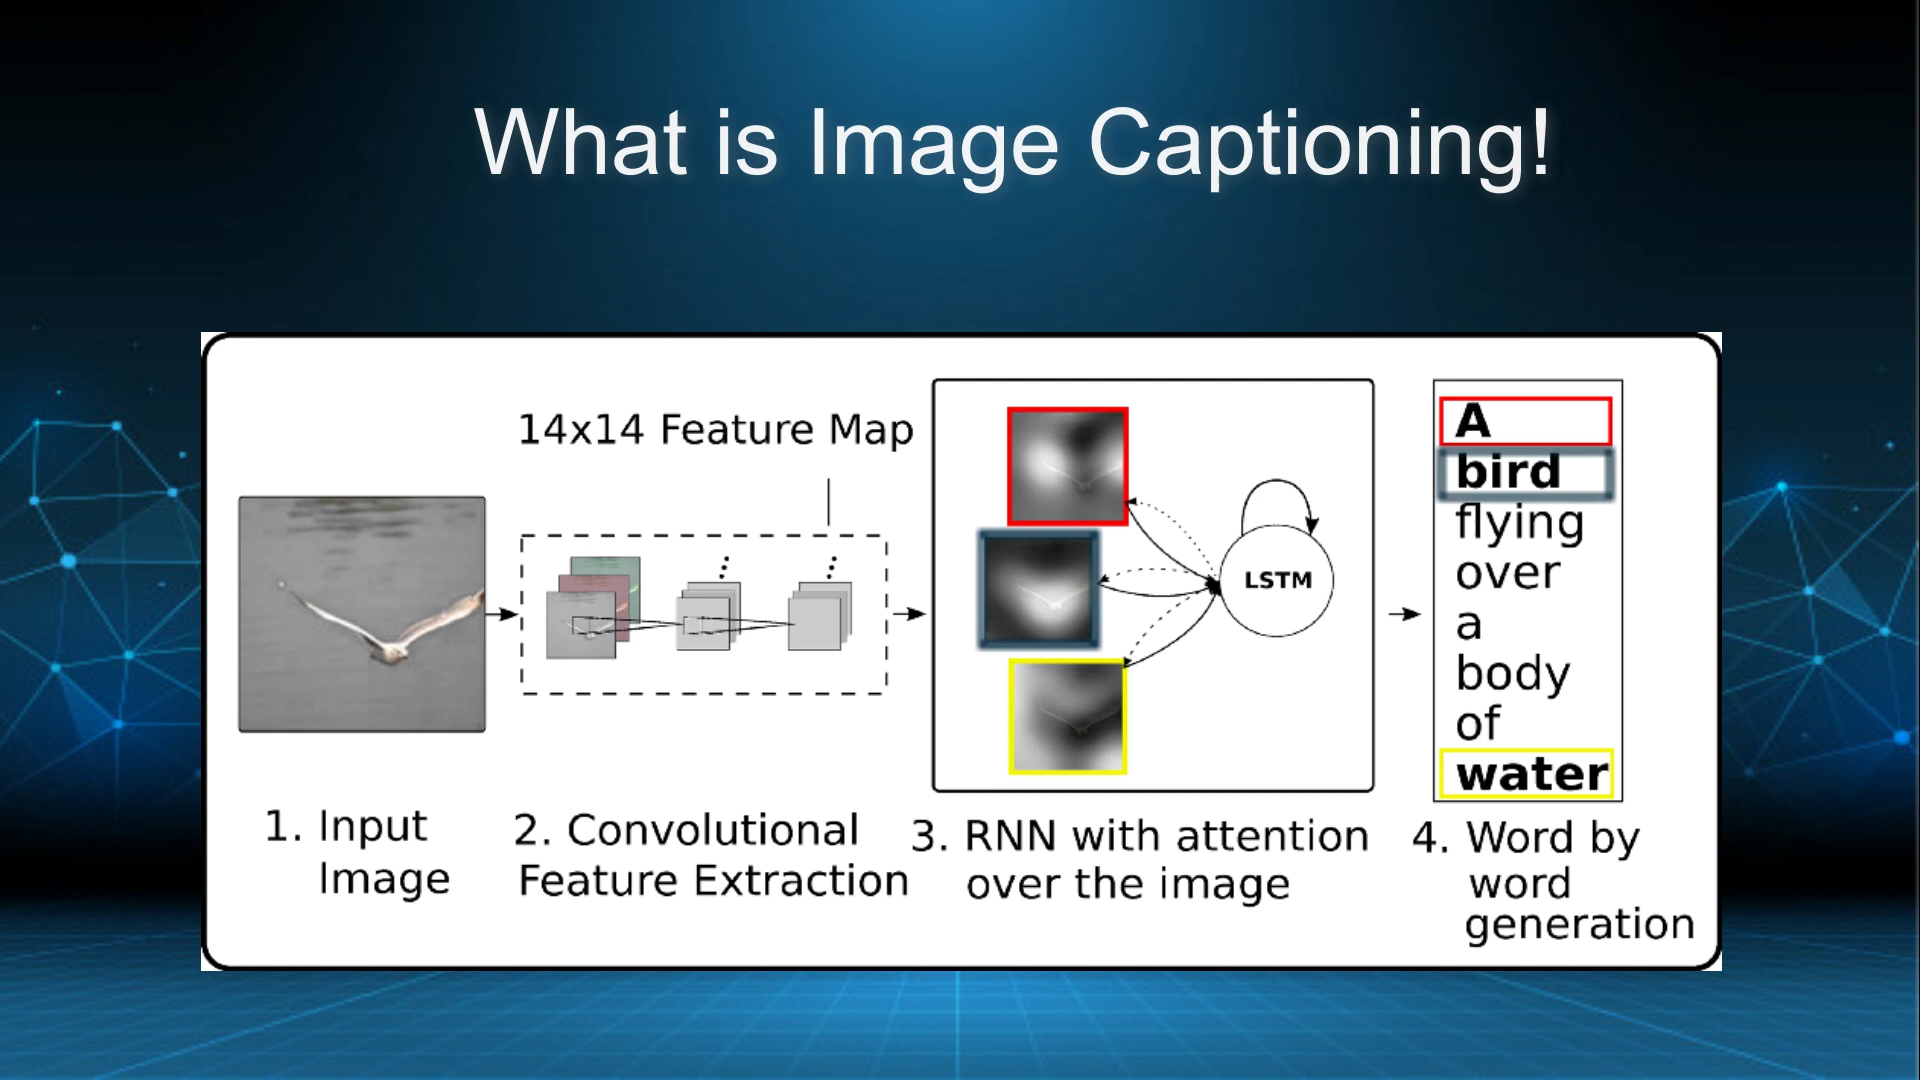 What is Image Captioning!
14x14 Feature Map
LSTM
A
bird
flying
over
a
body
of
water
1. Input
Image
2. Convolutional
Feature Extraction
3. RNN with attention
over the image
4. Word by
word
generation